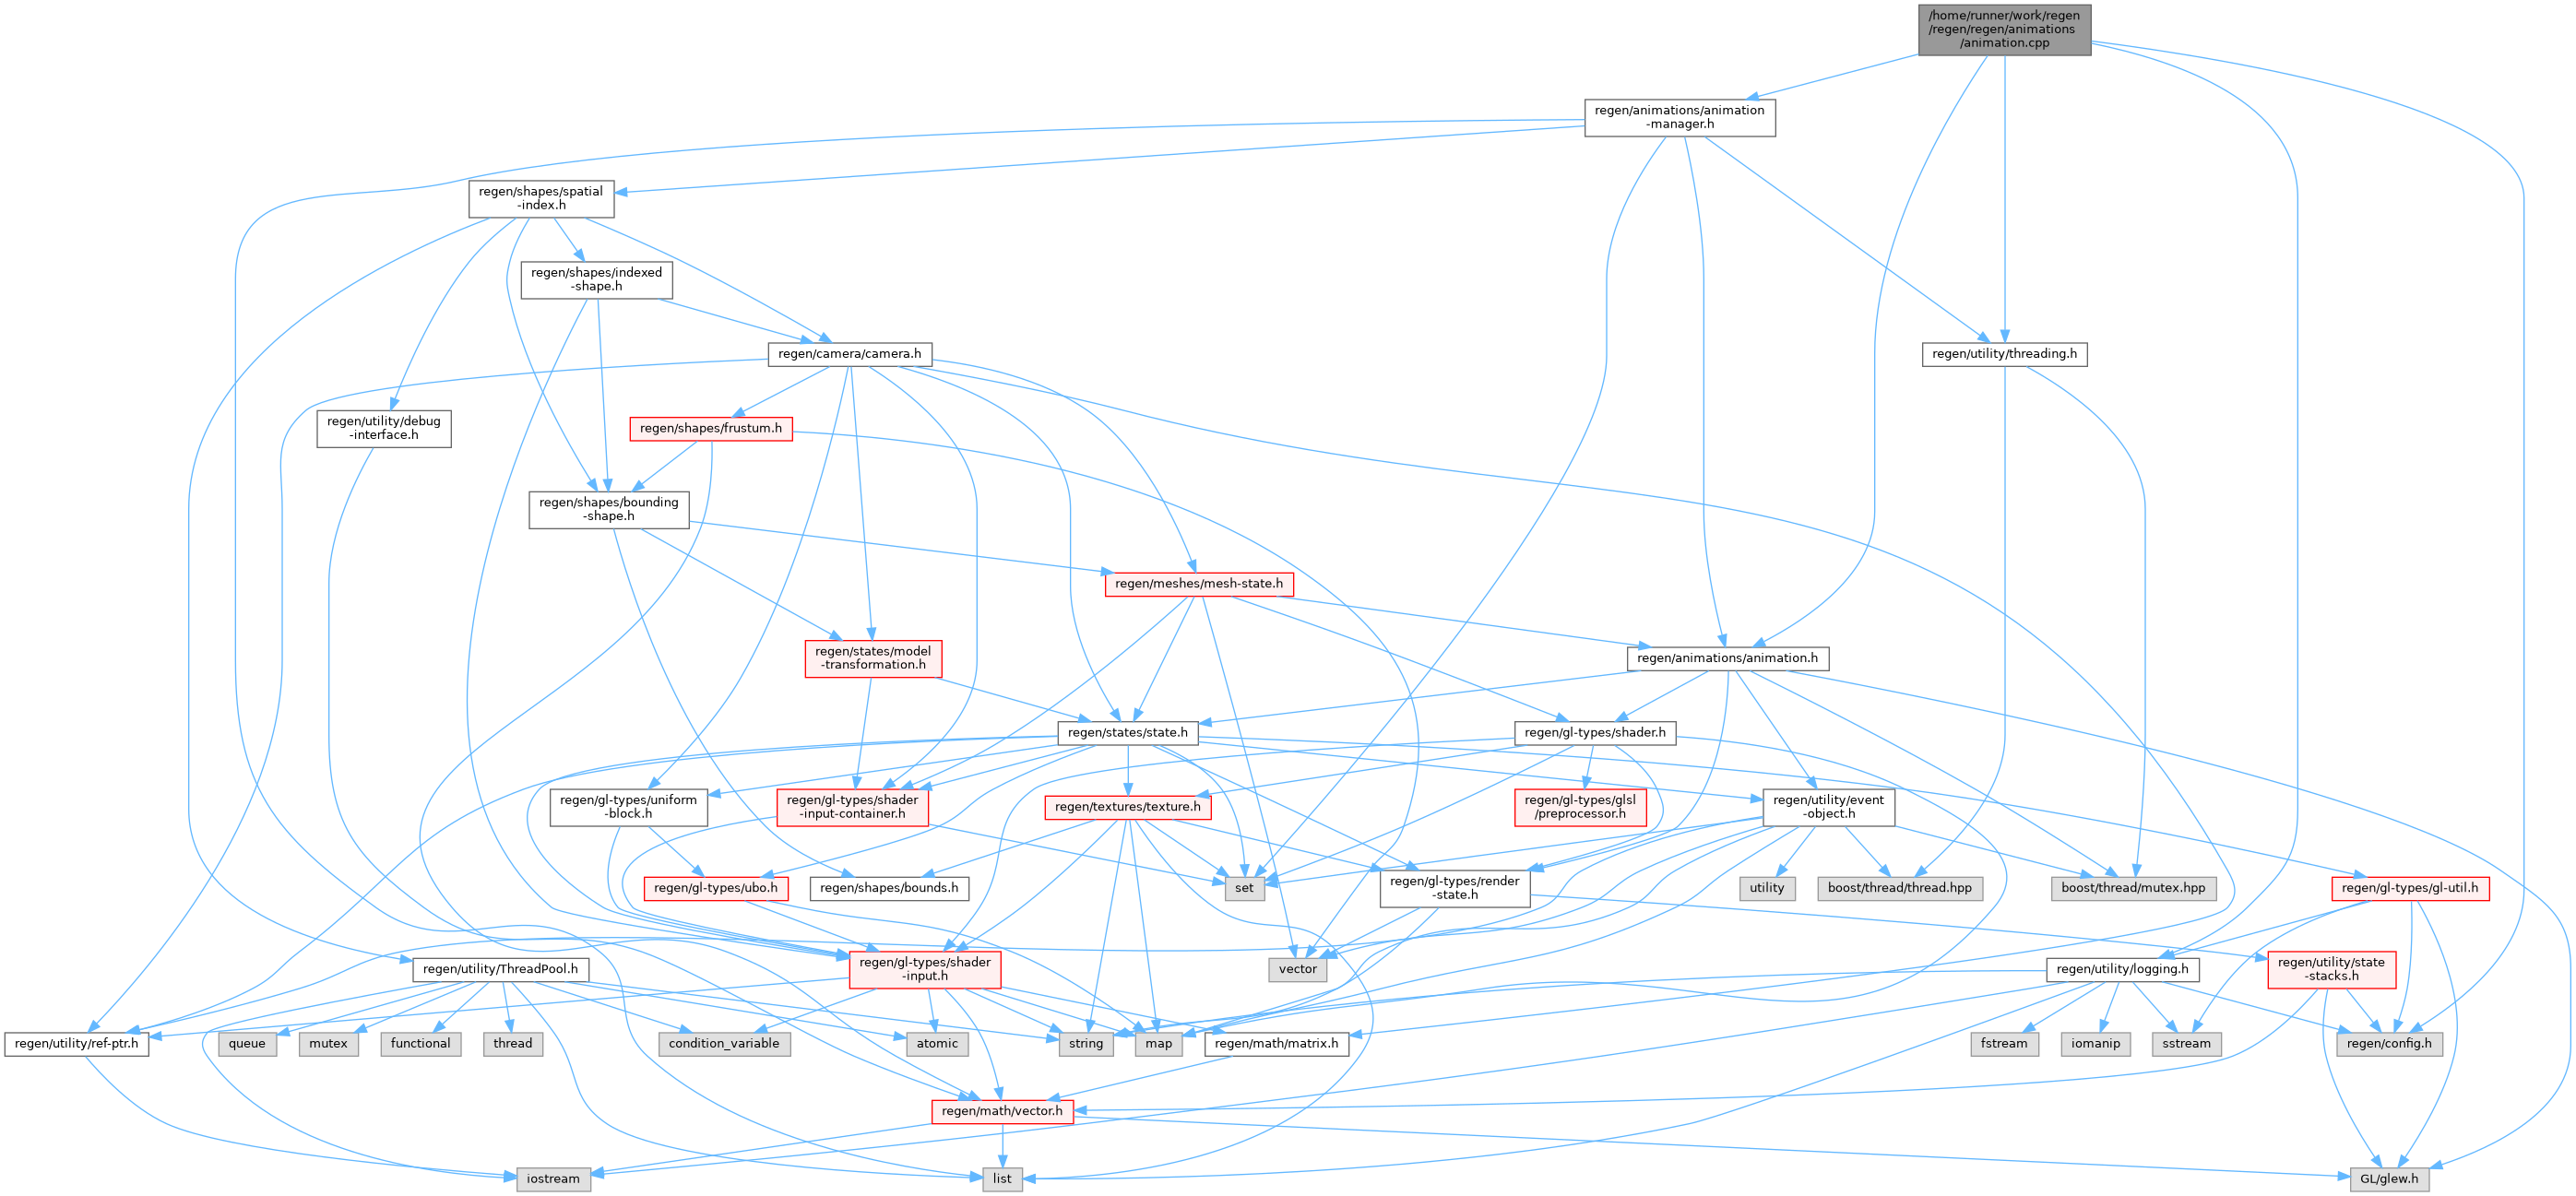 /home/runner/work/regen
/regen/regen/animations
/animation.cpp
regen/animations/animation
-manager.h
regen/shapes/spatial
-index.h
regen/shapes/indexed
-shape.h
regen/camera/camera.h
regen/utility/threading.h
regen/utility/debug
-interface.h
regen/shapes/frustum.h
regen/shapes/bounding
-shape.h
regen/meshes/mesh-state.h
regen/states/model
-transformation.h
regen/animations/animation.h
regen/states/state.h
regen/gl-types/shader.h
regen/gl-types/uniform
-block.h
regen/gl-types/shader
-input-container.h
regen/textures/texture.h
regen/gl-types/glsl
/preprocessor.h
regen/utility/event
-object.h
regen/gl-types/ubo.h
regen/shapes/bounds.h
set
regen/gl-types/render
-state.h
utility
boost/thread/thread.hpp
boost/thread/mutex.hpp
regen/gl-types/gl-util.h
regen/utility/ThreadPool.h
regen/gl-types/shader
-input.h
vector
regen/utility/logging.h
regen/utility/state
-stacks.h
regen/utility/ref-ptr.h
queue
mutex
functional
thread
condition_variable
atomic
string
map
regen/math/matrix.h
fstream
iomanip
sstream
regen/config.h
regen/math/vector.h
iostream
list
GL/glew.h